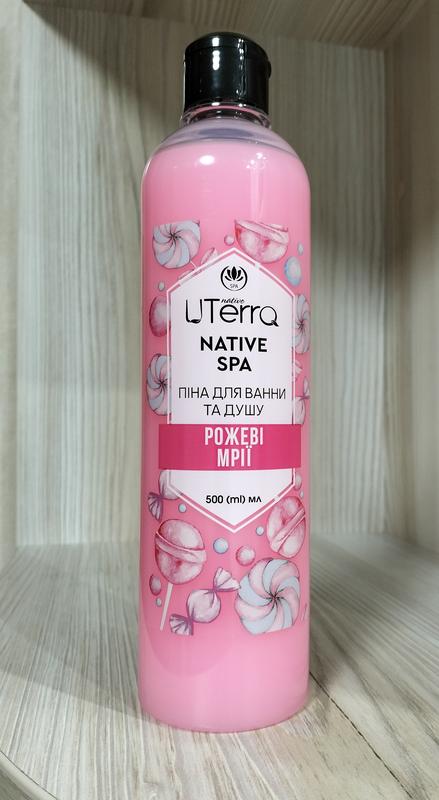 SPA
native
UTerra
NATIVE
SPA
ПІНА ДЛЯ ВАННИ
ТА ДУШУ
РОЖЕВІ
МРІЇ
500 (ml) мл